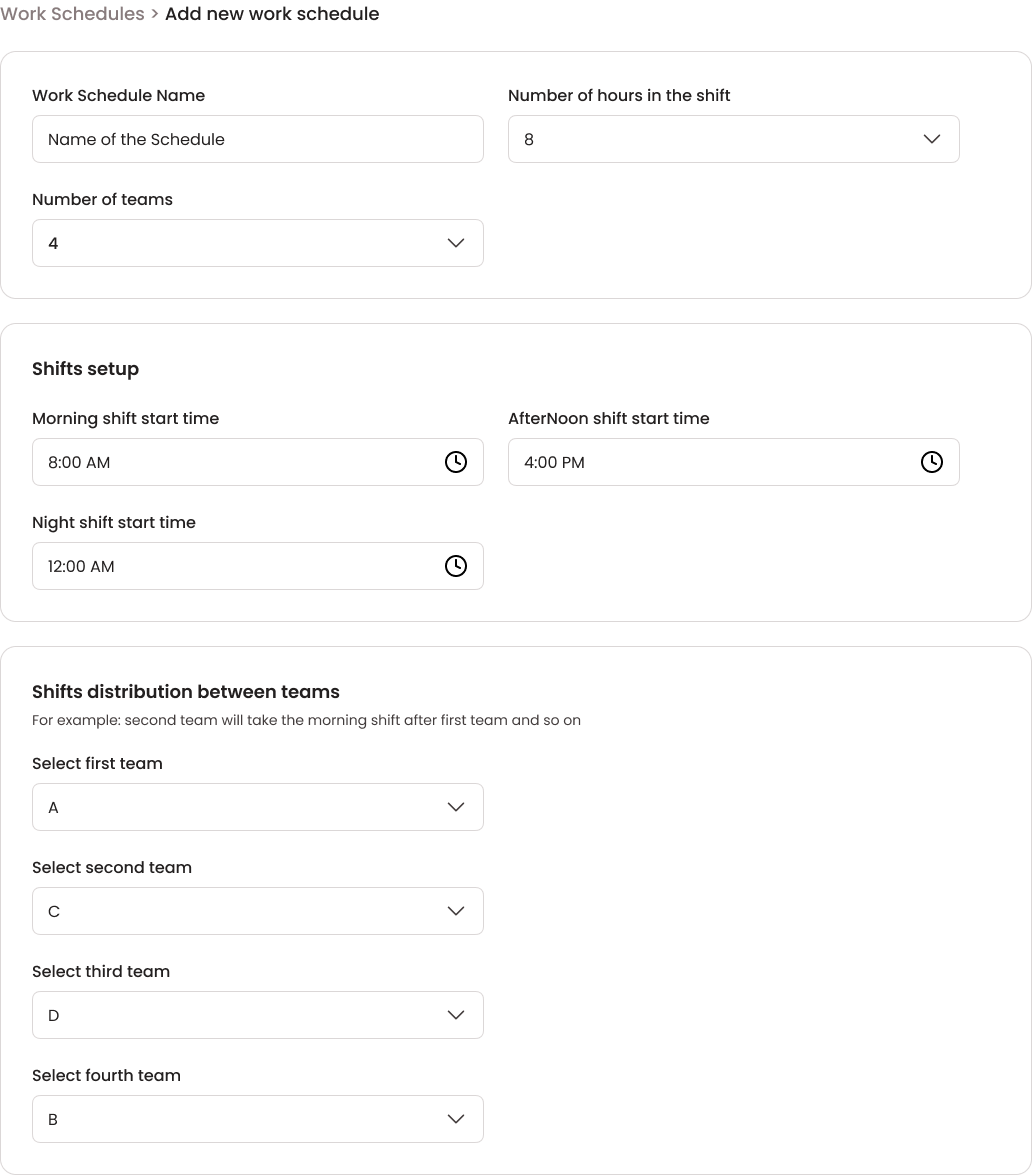 Work Schedules > Add new work schedule
Work Schedule Name
Number of hours in the shift
Name of the Schedule
8
Number of teams
4
Shifts setup
Morning shift start time
AfterNoon shift start time
8:00 AM
4:00 PM
Night shift start time
12:00 AM
Shifts distribution between teams
For example: second team will take the morning shift after first team and so on
Select first team
A
Select second team
C
Select third team
D
Select fourth team
B